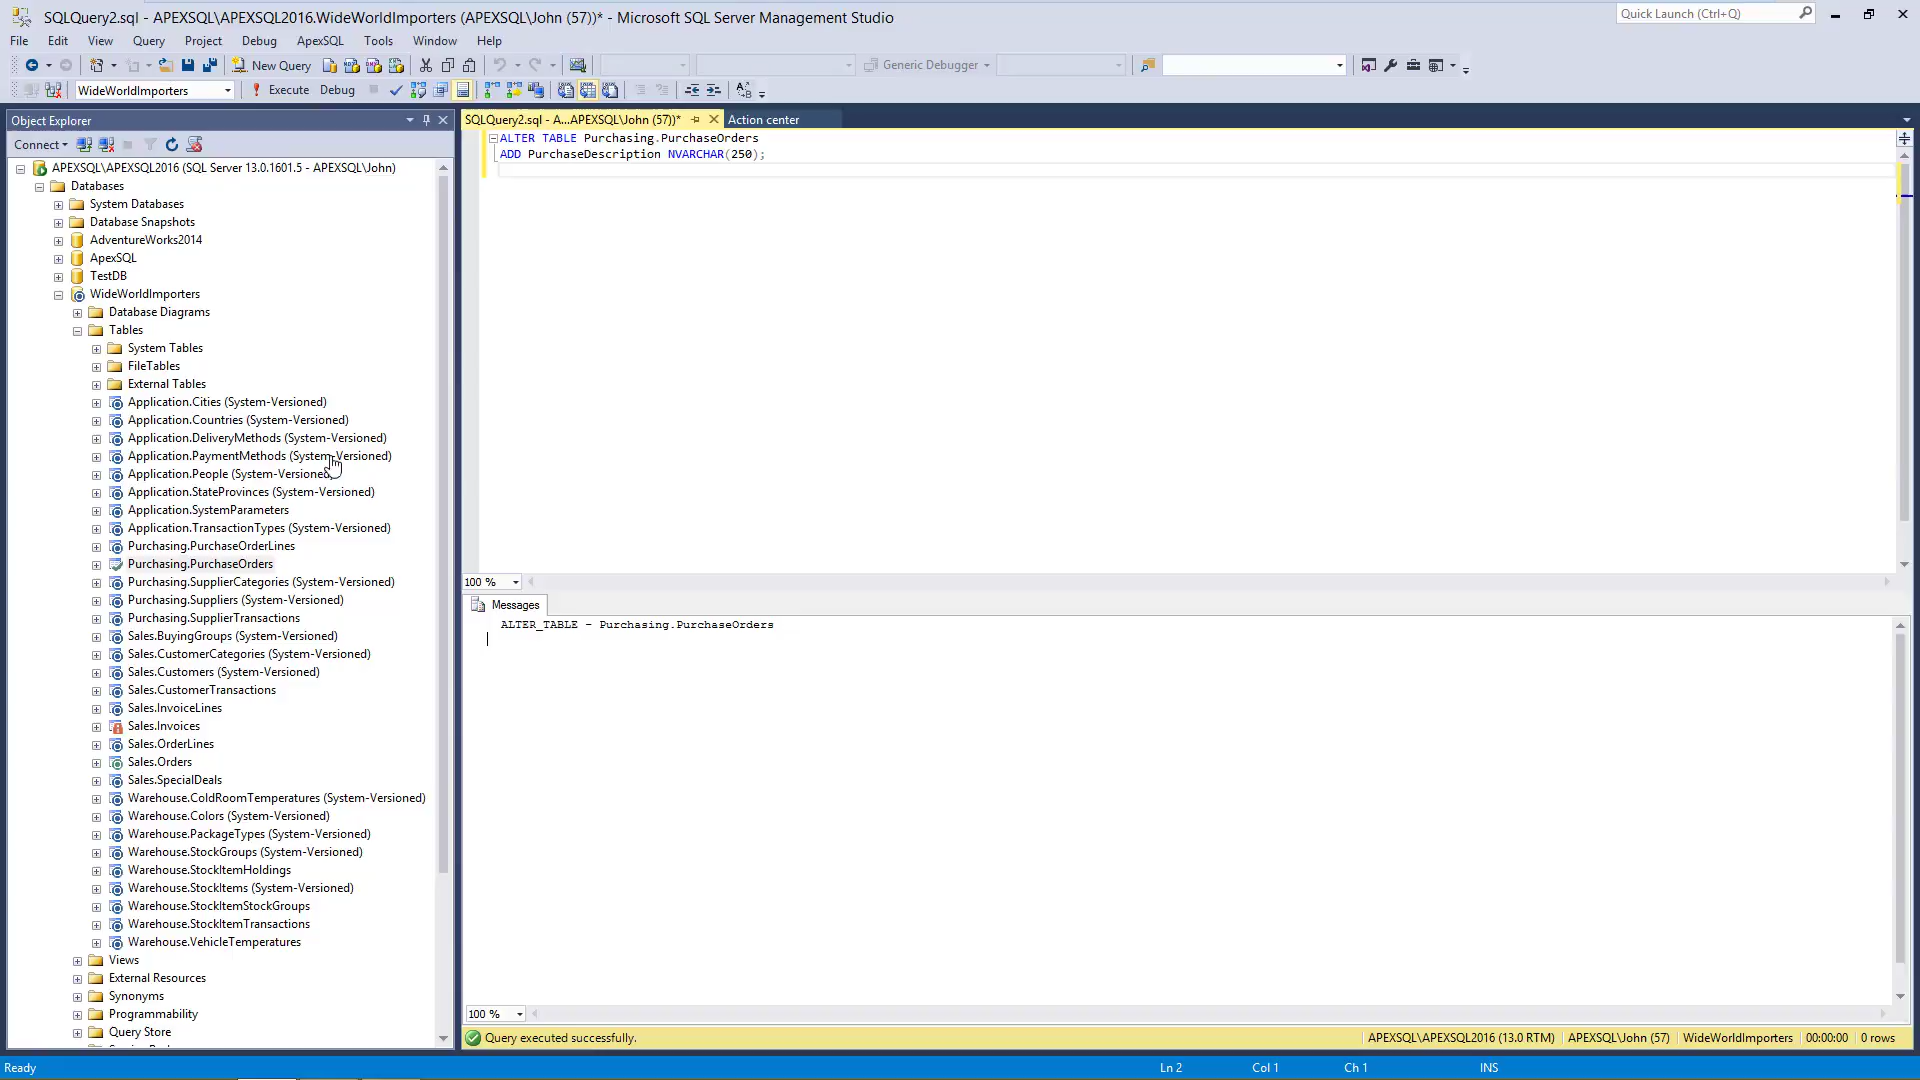 SQLQuery2.sql - APEXSQL\APEXSQL2016.WideWorldImporters (APEXSQL\John (57))* - Microsoft SQL Server Management Studio
Quick Launch (Ctrl+Q)
File Edit View Query Project Debug ApexSQL Tools Window Help
New Query
Generic Debugger
WideWorldImporters
Execute Debug
Object Explorer
Connect
APEXSQL\APEXSQL2016 (SQL Server 13.0.1601.5 - APEXSQL\John)
Databases
System Databases
Database Snapshots
AdventureWorks2014
ApexSQL
TestDB
WideWorldImporters
Database Diagrams
Tables
System Tables
FileTables
External Tables
Application.Cities (System-Versioned)
Application.Countries (System-Versioned)
Application.DeliveryMethods (System-Versioned)
Application.PaymentMethods (System-Versioned)
Application.People (System-Versioned)
Application.StateProvinces (System-Versioned)
Application.SystemParameters
Application.TransactionTypes (System-Versioned)
Purchasing.PurchaseOrderLines
Purchasing.PurchaseOrders
Purchasing.SupplierCategories (System-Versioned)
Purchasing.Suppliers (System-Versioned)
Purchasing.SupplierTransactions
Sales.BuyingGroups (System-Versioned)
Sales.CustomerCategories (System-Versioned)
Sales.Customers (System-Versioned)
Sales.CustomerTransactions
Sales.InvoiceLines
Sales.Invoices
Sales.OrderLines
Sales.Orders
Sales.SpecialDeals
Warehouse.ColdRoomTemperatures (System-Versioned)
Warehouse.Colors (System-Versioned)
Warehouse.PackageTypes (System-Versioned)
Warehouse.StockGroups (System-Versioned)
Warehouse.StockItemHoldings
Warehouse.StockItems (System-Versioned)
Warehouse.StockItemStockGroups
Warehouse.StockItemTransactions
Warehouse.VehicleTemperatures
Views
External Resources
Synonyms
Programmability
Query Store
SQLQuery2.sql - A...APEXSQL\John (57))*
Action center
ALTER TABLE Purchasing.PurchaseOrders
ADD PurchaseDescription NVARCHAR(250);
100 %
Messages
ALTER_TABLE - Purchasing.PurchaseOrders
100 %
Query executed successfully.
APEXSQL\APEXSQL2016 (13.0 RTM) APEXSQL\John (57) WideWorldImporters 00:00:00 0 rows
Ready
Ln 2 Col 1 Ch 1 INS